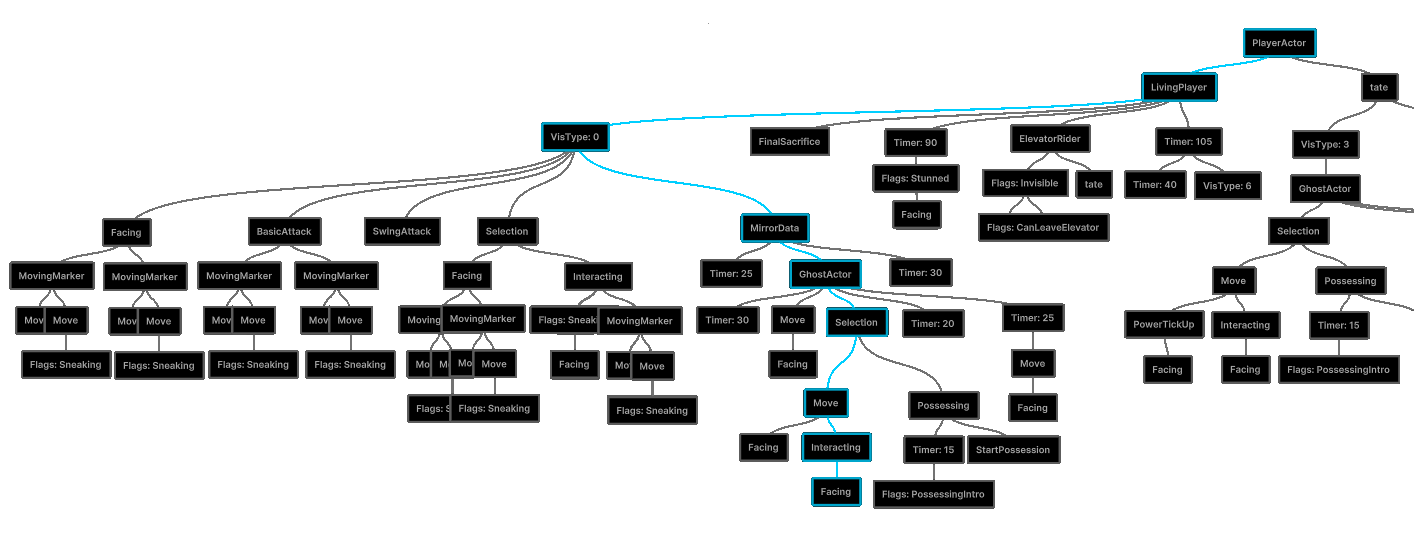 PlayerActor
LivingPlayer
tate
VisType: 0
FinalSacrifice
Timer: 90
ElevatorRider
Timer: 105
VisType: 3
Flags: Stunned
Flags: Invisible
tate
Timer: 40
VisType: 6
GhostActor
Facing
Flags: CanLeaveElevator
Facing
BasicAttack
SwingAttack
Selection
MirrorData
Selection
MovingMarker
MovingMarker
MovingMarker
MovingMarker
Facing
Interacting
Timer: 25
GhostActor
Timer: 30
Move
Possessing
Move
Move
Move
Move
MovingMarker
MovingMarker
Timer: 30
Move
Selection
Timer: 20
Timer: 25
PowerTickUp
Interacting
Timer: 15
Flags: Sneaking
Flags: Sneaking
Flags: Sneaking
Flags: Sneaking
Move
Facing
Move
Facing
Move
Facing
Facing
Flags: PossessingIntro
Flags: Sneaking
Flags: Sneaking
Move
Possessing
Facing
Facing
Interacting
Timer: 15
StartPossession
Facing
Flags: PossessingIntro